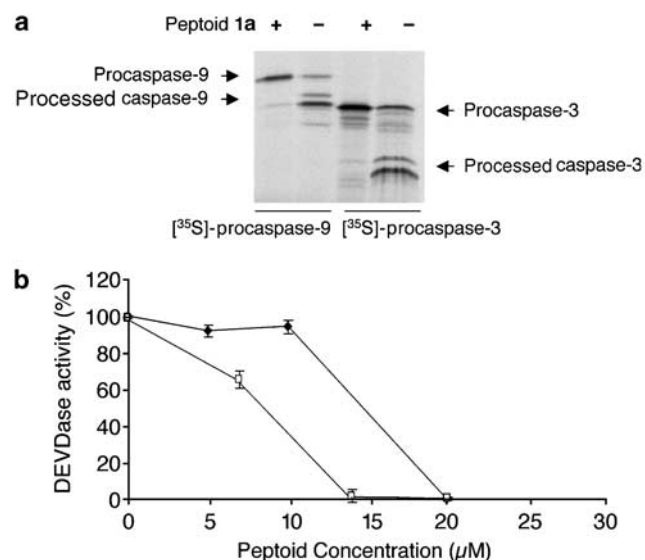 a
Peptoid 1a + – + –
Procaspase-9
Processed caspase-9
Procaspase-3
Processed caspase-3
[³⁵S]-procaspase-9 [³⁵S]-procaspase-3
b
DEVDase activity (%)
120
100
80
60
40
20
0
0 5 10 15 20 25 30
Peptoid Concentration (µM)